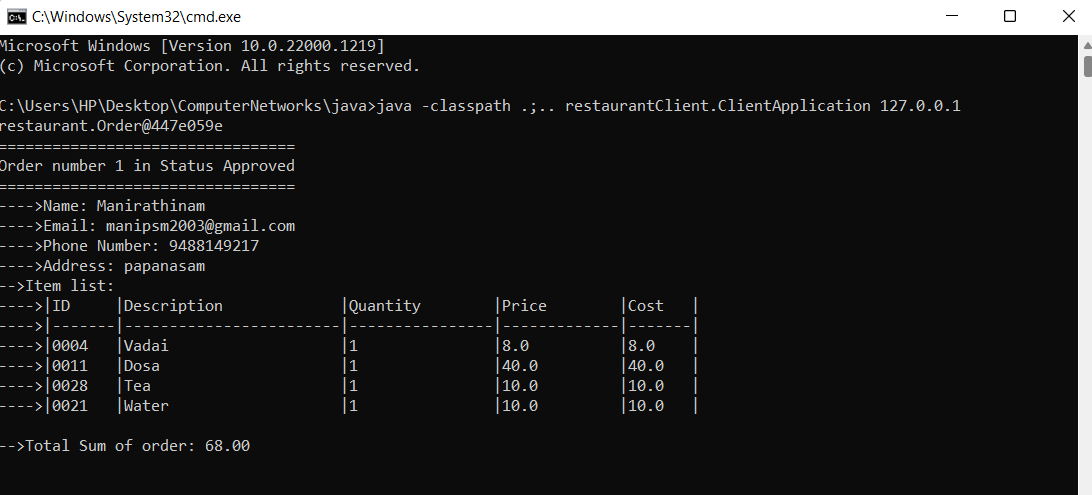 C:\Windows\System32\cmd.exe
Microsoft Windows [Version 10.0.22000.1219]
(c) Microsoft Corporation. All rights reserved.
C:\Users\HP\Desktop\ComputerNetworks\java>java -classpath .;.. restaurantClient.ClientApplication 127.0.0.1
restaurant.Order@447e059e
=================================
Order number 1 in Status Approved
=================================
---->Name: Manirathinam
---->Email: manipsm2003@gmail.com
---->Phone Number: 9488149217
---->Address: papanasam
-->Item list:
---->|ID     |Description             |Quantity        |Price        |Cost   |
---->|-------|------------------------|----------------|-------------|-------|
---->|0004   |Vadai                   |1               |8.0          |8.0    |
---->|0011   |Dosa                    |1               |40.0         |40.0   |
---->|0028   |Tea                     |1               |10.0         |10.0   |
---->|0021   |Water                   |1               |10.0         |10.0   |
-->Total Sum of order: 68.00